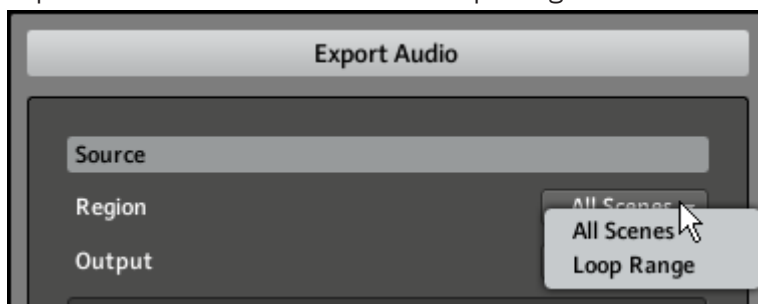 Export Audio
Source
Region
All Scenes
All Scenes
Loop Range
Output